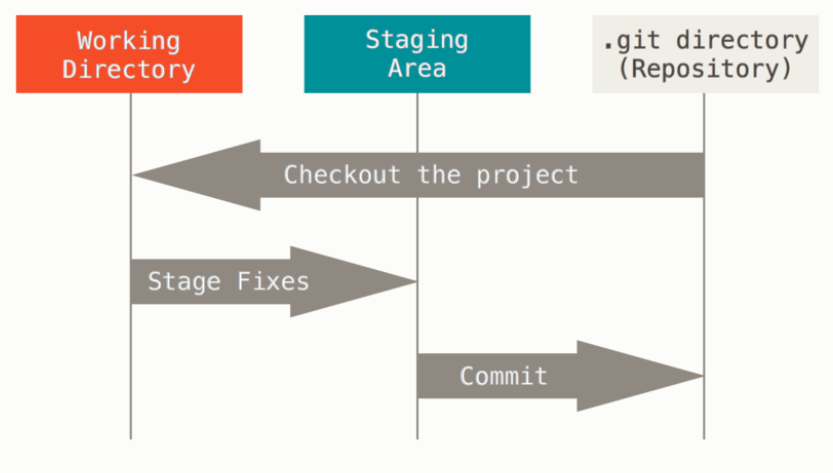 Working
Directory
Staging
Area
.git directory
(Repository)
Checkout the project
Stage Fixes
Commit